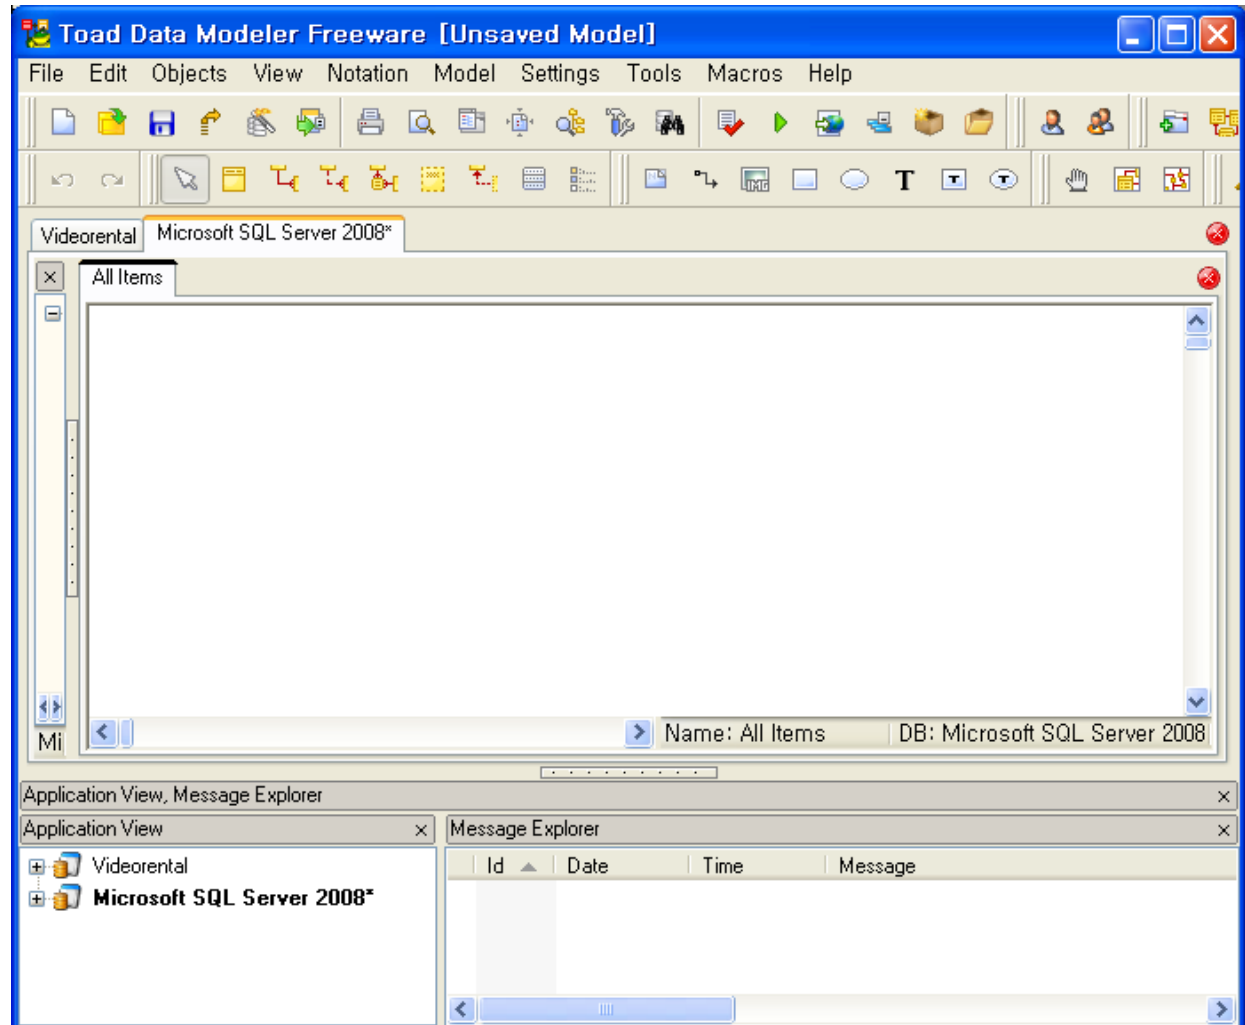 Toad Data Modeler Freeware [Unsaved Model]
File Edit Objects View Notation Model Settings Tools Macros Help
IMG T T T
Videorental Microsoft SQL Server 2008*
All Items
Mi Name: All Items DB: Microsoft SQL Server 2008
Application View, Message Explorer
Application View Message Explorer
Id Date Time Message
Videorental
Microsoft SQL Server 2008*